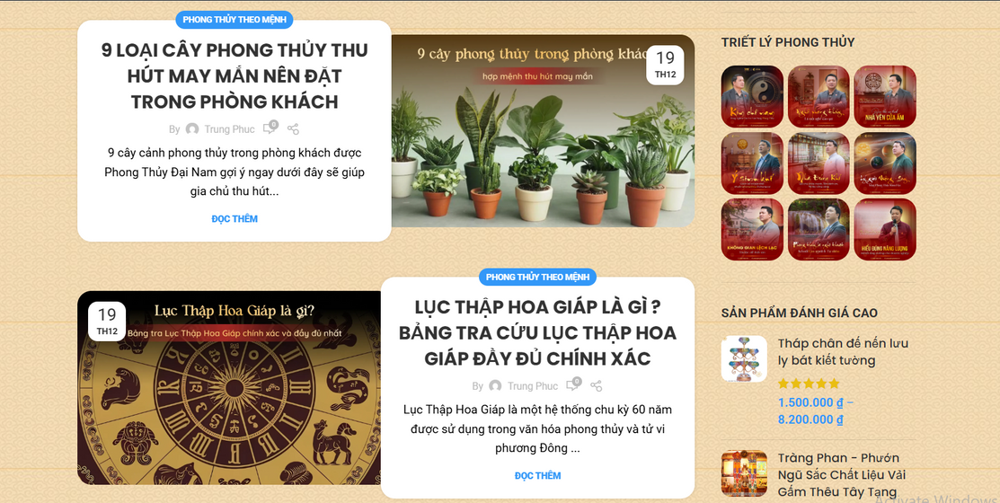 PHONG THỦY THEO MỆNH
9 LOẠI CÂY PHONG THỦY THU
HÚT MAY MẮN NÊN ĐẶT
TRONG PHÒNG KHÁCH
By Trung Phuc 0
9 cây cảnh phong thủy trong phòng khách được
Phong Thủy Đại Nam gợi ý ngay dưới đây sẽ giúp
gia chủ thu hút...
ĐỌC THÊM
9 cây phong thủy trong phòng khác
hợp mệnh thu hút may mắn
19
TH12
19
TH12
Lục Thập Hoa Giáp là gì?
Bảng tra Lục Thập Hoa Giáp chính xác và đầy đủ nhất
PHONG THỦY THEO MỆNH
LỤC THẬP HOA GIÁP LÀ GÌ ?
BẢNG TRA CỨU LỤC THẬP HOA
GIÁP ĐẦY ĐỦ CHÍNH XÁC
By Trung Phuc 0
Lục Thập Hoa Giáp là một hệ thống chu kỳ 60 năm
được sử dụng trong văn hóa phong thủy và tử vi
phương Đông ...
ĐỌC THÊM
TRIẾT LÝ PHONG THỦY
NHÀ YÊN CỬA ẤM
KHÔNG GIAN LỆCH LẠC
HIỂU DÒNG NĂNG LƯỢNG
SẢN PHẨM ĐÁNH GIÁ CAO
Tháp chân đế nến lưu
ly bát kiết tường
1.500.000 ₫ –
8.200.000 ₫
Tràng Phan - Phướn
Ngũ Sắc Chất Liệu Vải
Gấm Thêu Tây Tạng
Activate Windows